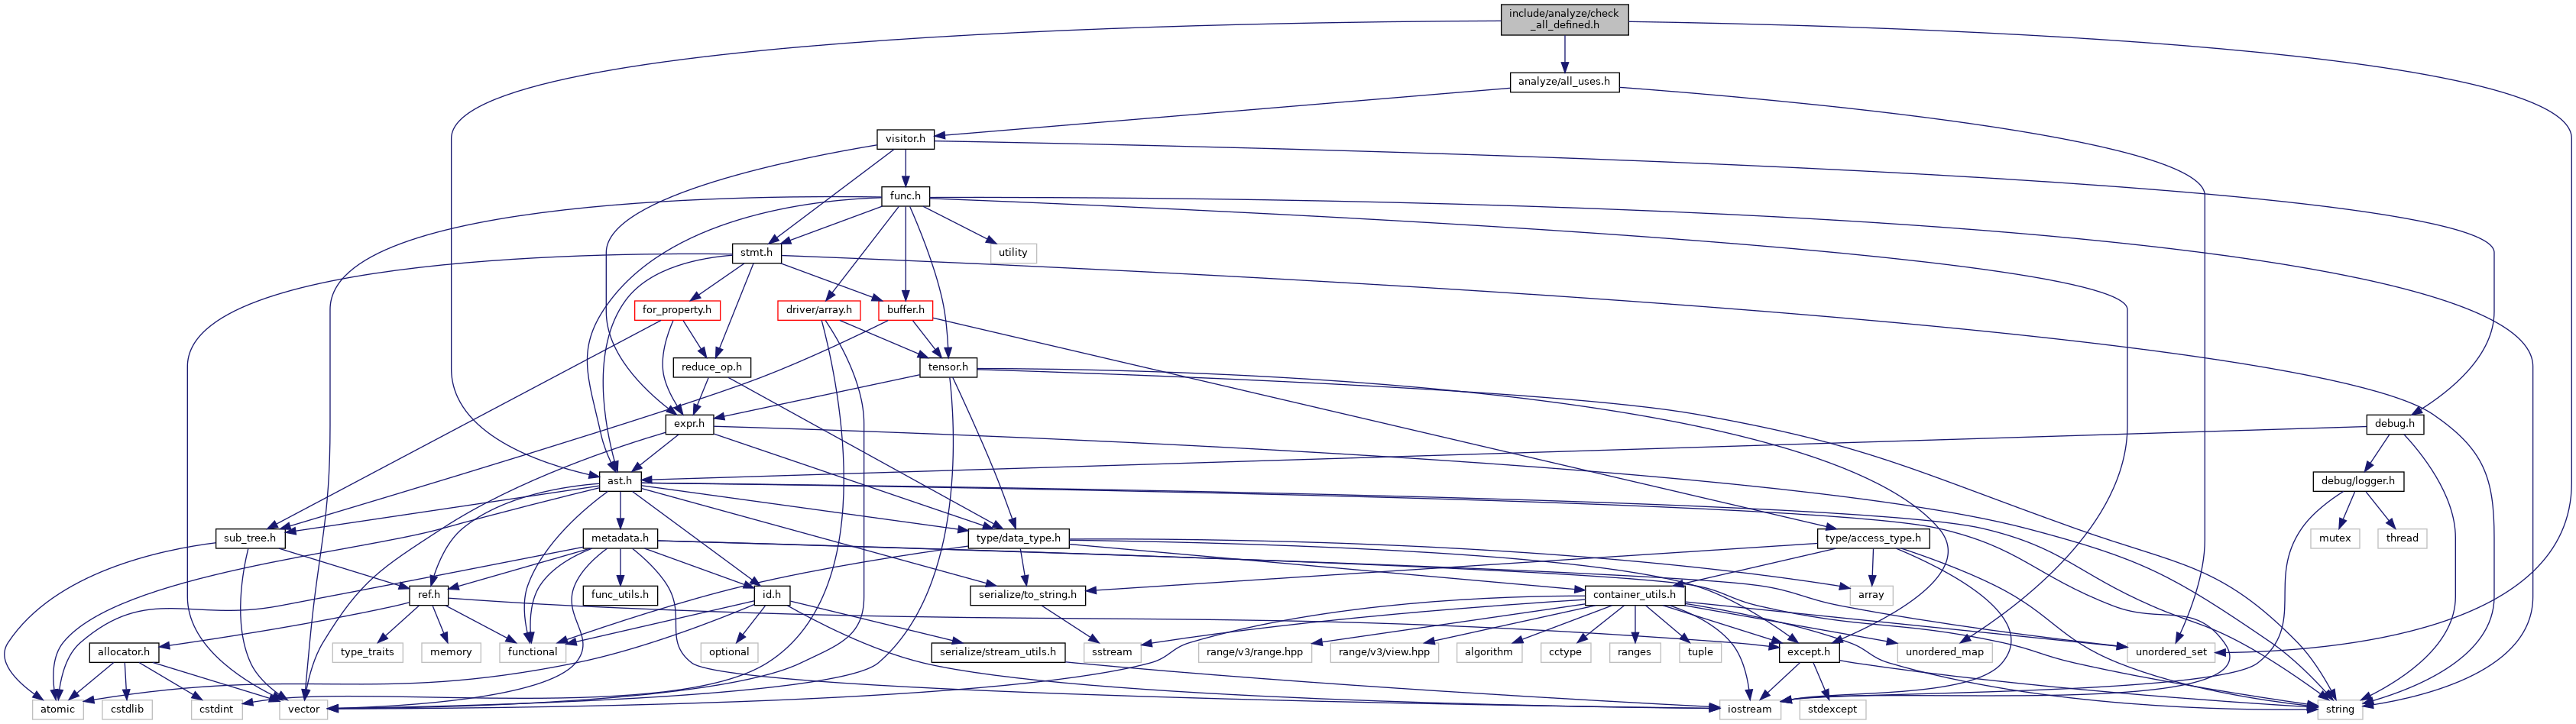 include/analyze/check
_all_defined.h
analyze/all_uses.h
visitor.h
func.h
stmt.h
utility
for_property.h
driver/array.h
buffer.h
reduce_op.h
tensor.h
expr.h
debug.h
ast.h
debug/logger.h
sub_tree.h
metadata.h
type/data_type.h
type/access_type.h
mutex
thread
ref.h
func_utils.h
id.h
serialize/to_string.h
container_utils.h
array
allocator.h
type_traits
memory
functional
optional
serialize/stream_utils.h
sstream
range/v3/range.hpp
range/v3/view.hpp
algorithm
cctype
ranges
tuple
except.h
unordered_map
unordered_set
atomic
cstdlib
cstdint
vector
iostream
stdexcept
string